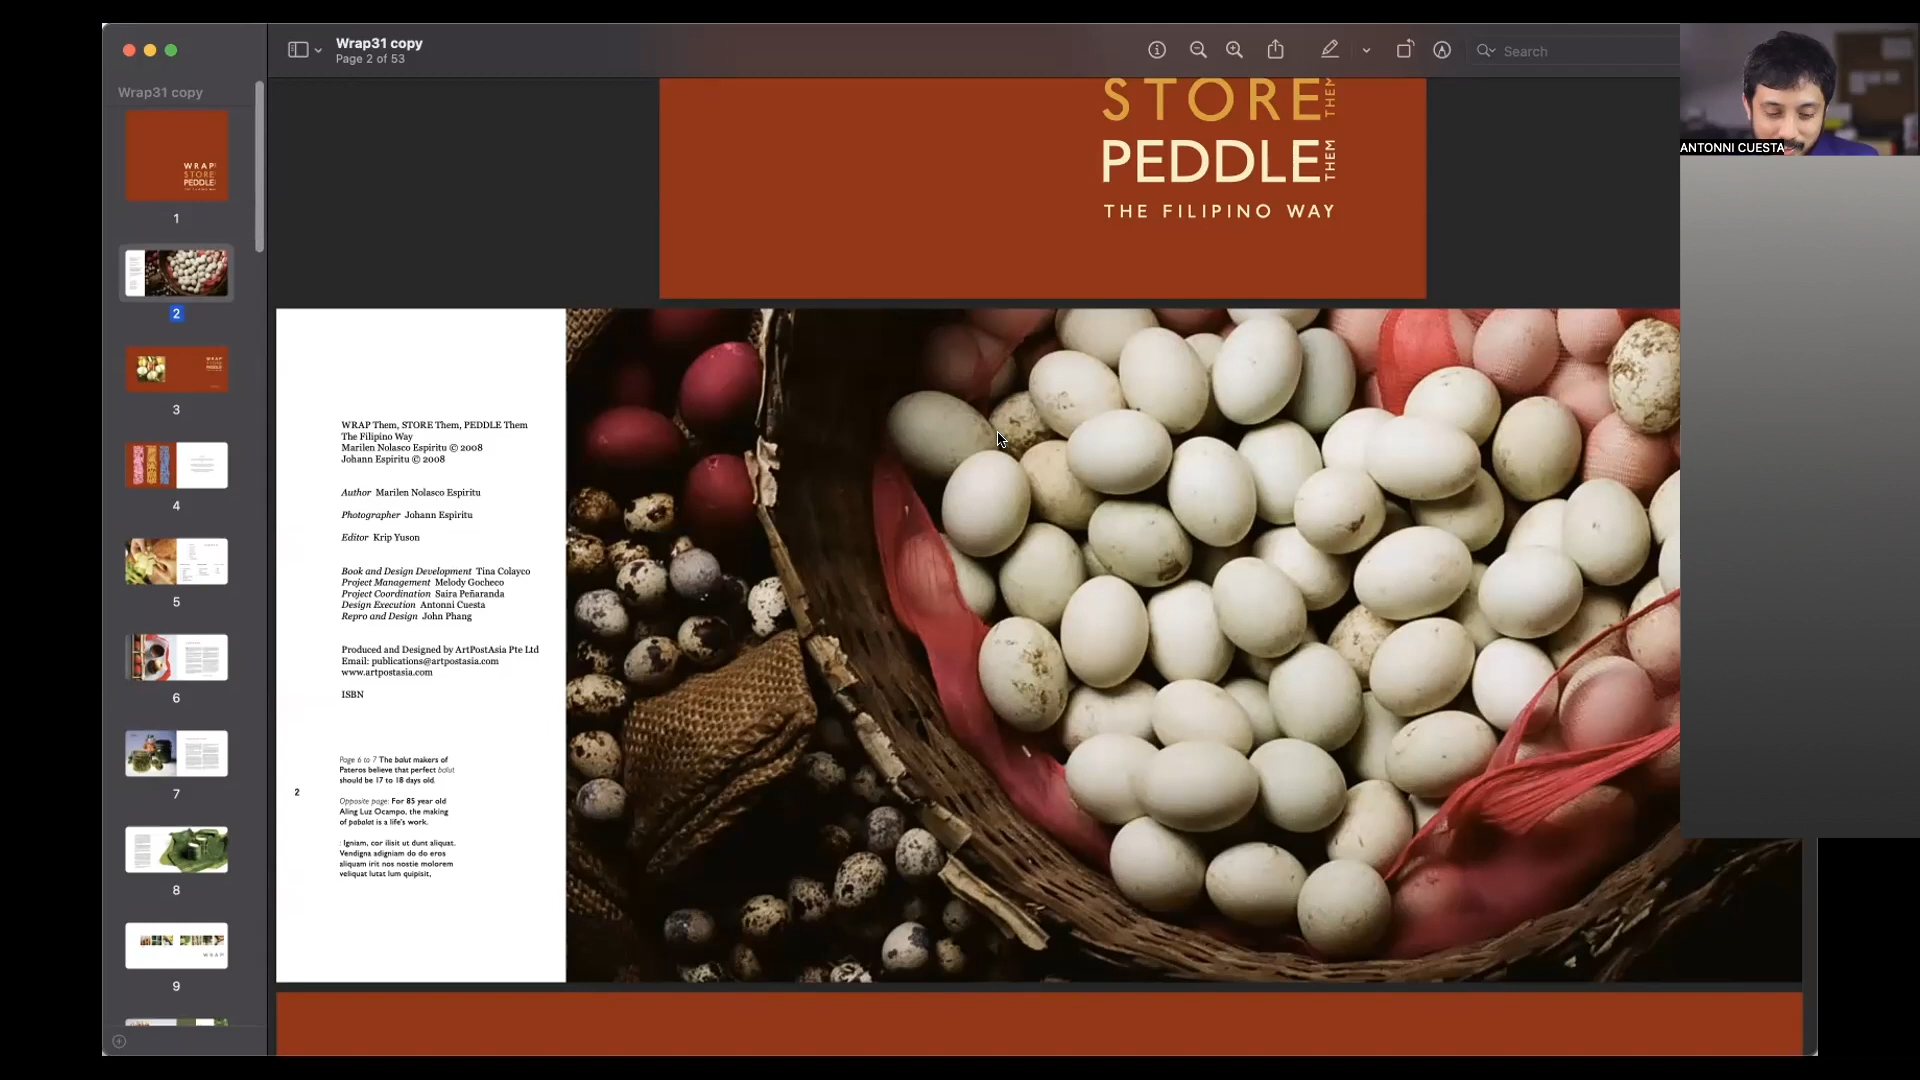 Wrap31 copy
Page 2 of 53
Search
Wrap31 copy
WRAP
STORE
PEDDLE
1
2
3
4
5
6
7
8
WRAP
9
STORE THEM
PEDDLE THEM
THE FILIPINO WAY
WRAP Them, STORE Them, PEDDLE Them
The Filipino Way
Marilen Nolasco Espiritu © 2008
Johann Espiritu © 2008
Author Marilen Nolasco Espiritu
Photographer Johann Espiritu
Editor Krip Yuson
Book and Design Development Tina Colayco
Project Management Melody Gocheco
Project Coordination Saira Peñaranda
Design Execution Antonni Cuesta
Repro and Design John Phang
Produced and Designed by ArtPostAsia Pte Ltd
Email: publications@artpostasia.com
www.artpostasia.com
ISBN
Page 6 to 7 The balut makers of
Pateros believe that perfect balut
should be 17 to 18 days old.
Opposite page: For 85 year old
Aling Luz Ocampo, the making
of pabalat is a life's work.
: Igniam, cor ilisit ut dunt aliquat.
Vendigna adigniam do do eros
aliquam irit nos nostie molorem
veliquat lutat lum quipisit,
2
ANTONNI CUESTA